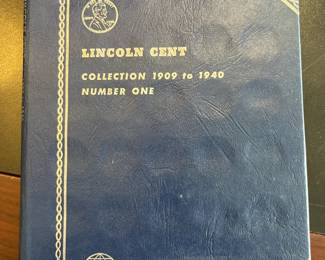 LINCOLN CENT
COLLECTION 1909 to 1940
NUMBER ONE